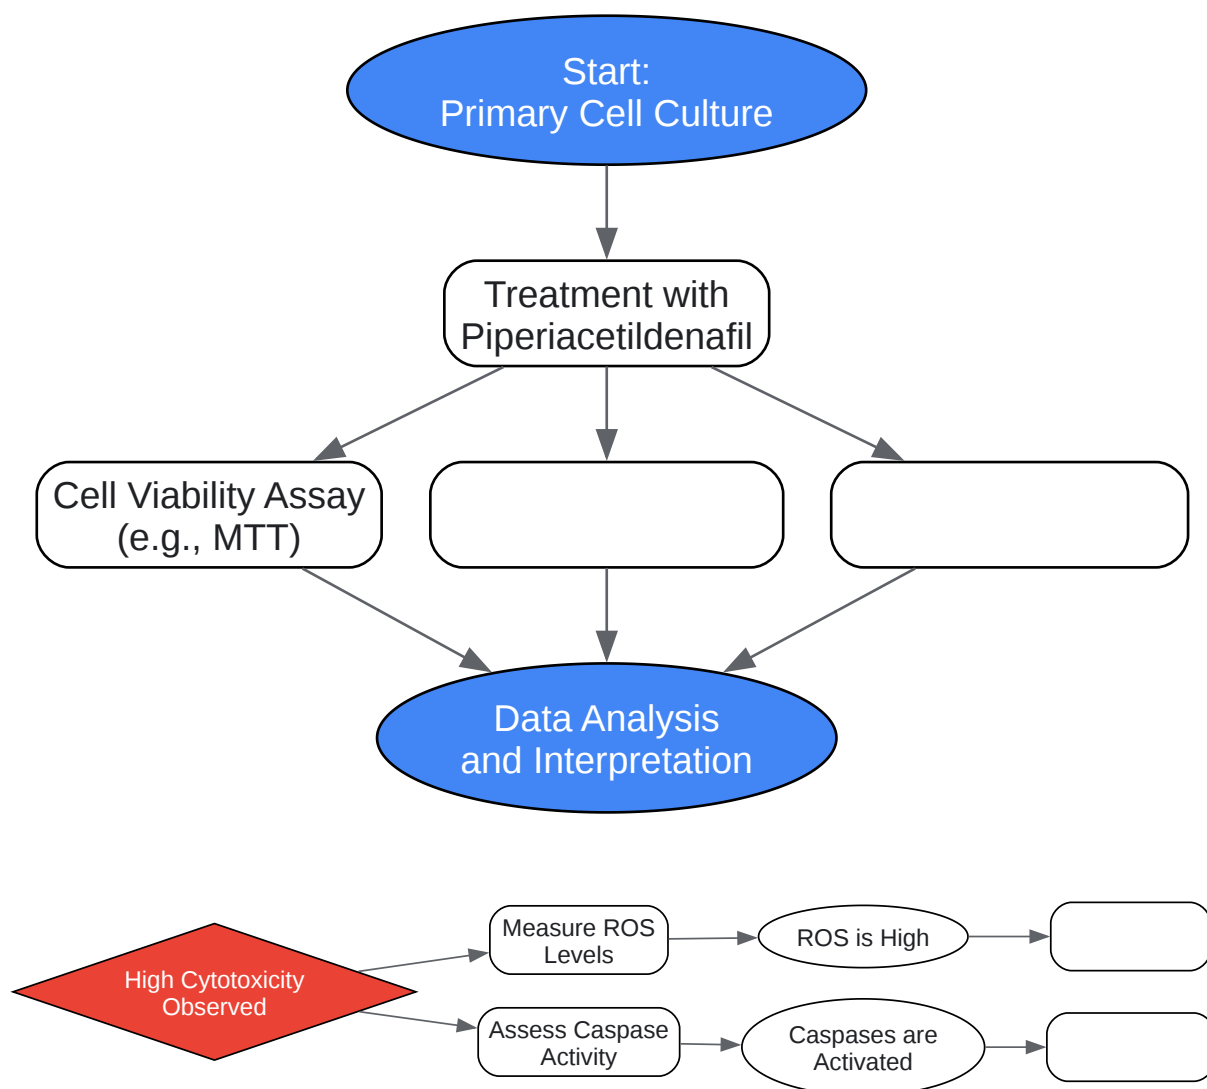 Start:
Primary Cell Culture
Treatment with
Piperiacetildenafil
Cell Viability Assay
(e.g., MTT)
Data Analysis
and Interpretation
High Cytotoxicity
Observed
Measure ROS
Levels
ROS is High
Assess Caspase
Activity
Caspases are
Activated